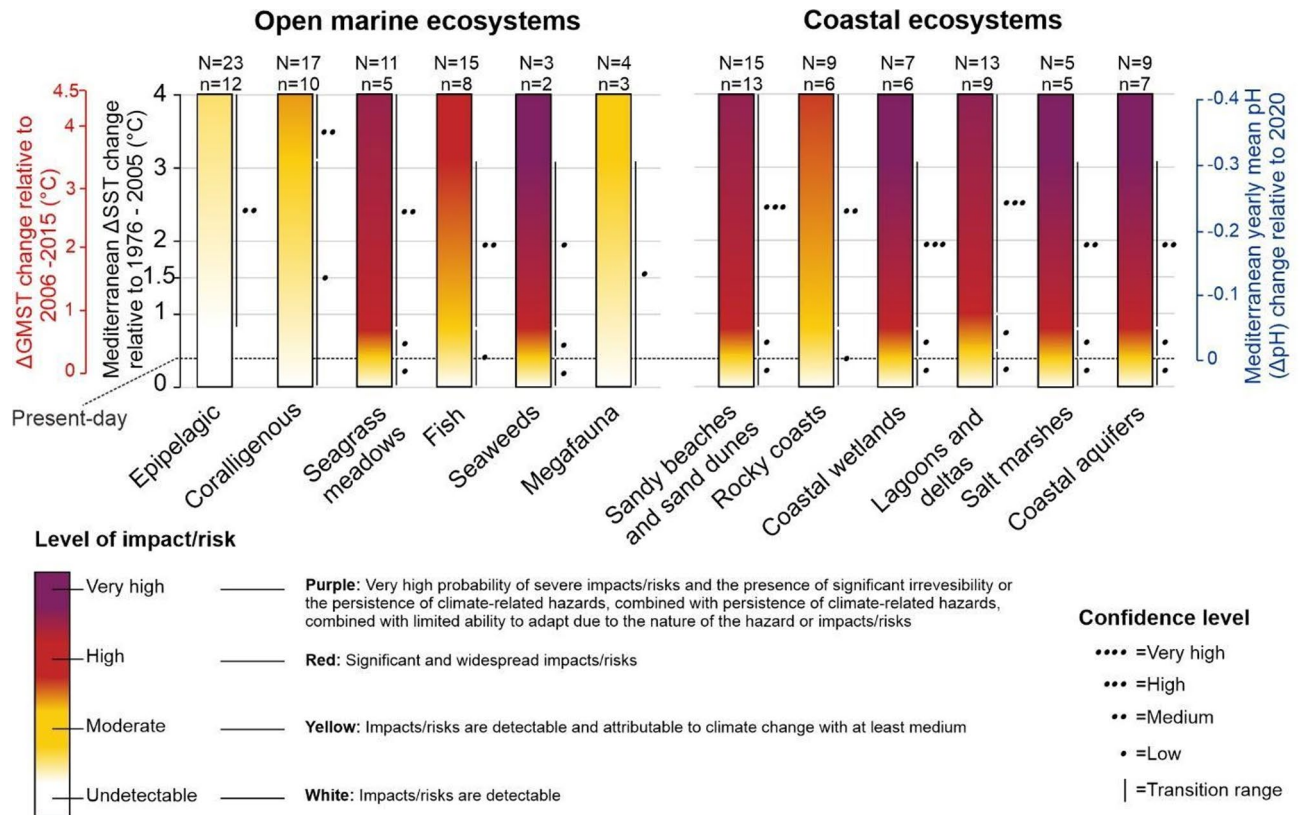 Open marine ecosystems
Coastal ecosystems
N=23 N=17 N=11 N=15 N=3 N=4
n=12 n=10 n=5 n=8 n=2 n=3
N=15 N=9 N=7 N=13 N=5 N=9
n=13 n=6 n=6 n=9 n=5 n=7
ΔGMST change relative to
2006 -2015 (°C)
4.5
4
3
2
1
0
Mediterranean ΔSST change
relative to 1976 - 2005 (°C)
4
3
2
1.5
1
0
Present-day
-0.4
-0.3
-0.2
-0.1
0
Mediterranean yearly mean pH
(ΔpH) change relative to 2020
Epipelagic
Coralligenous
Seagrass
meadows
Fish
Seaweeds
Megafauna
Sandy beaches
and sand dunes
Rocky coasts
Coastal wetlands
Lagoons and
deltas
Salt marshes
Coastal aquifers
Level of impact/risk
Very high
Purple: Very high probability of severe impacts/risks and the presence of significant irrevesibility or
the persistence of climate-related hazards, combined with persistence of climate-related hazards,
combined with limited ability to adapt due to the nature of the hazard or impacts/risks
High
Red: Significant and widespread impacts/risks
Moderate
Yellow: Impacts/risks are detectable and attributable to climate change with at least medium
Undetectable
White: Impacts/risks are detectable
Confidence level
•••• =Very high
••• =High
•• =Medium
• =Low
| =Transition range